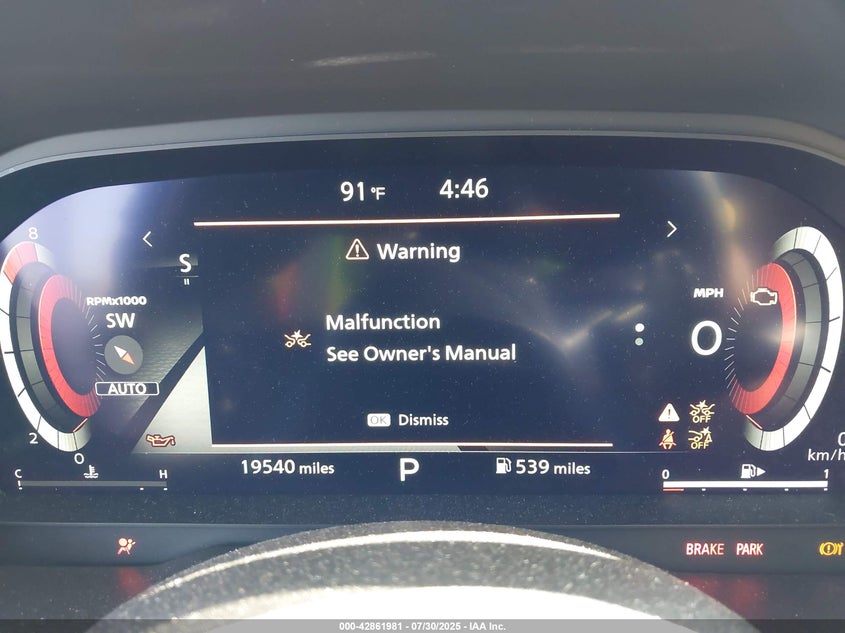 91 °F 4:46
8
Warning
S
MPH
RPMx1000
SW
Malfunction
0
See Owner's Manual
AUTO
OK Dismiss
OFF
2
OFF
0
0
km/h
19540 miles P 539 miles
C H
0 1
BRAKE PARK
000-42861981 - 07/30/2025 - IAA Inc.